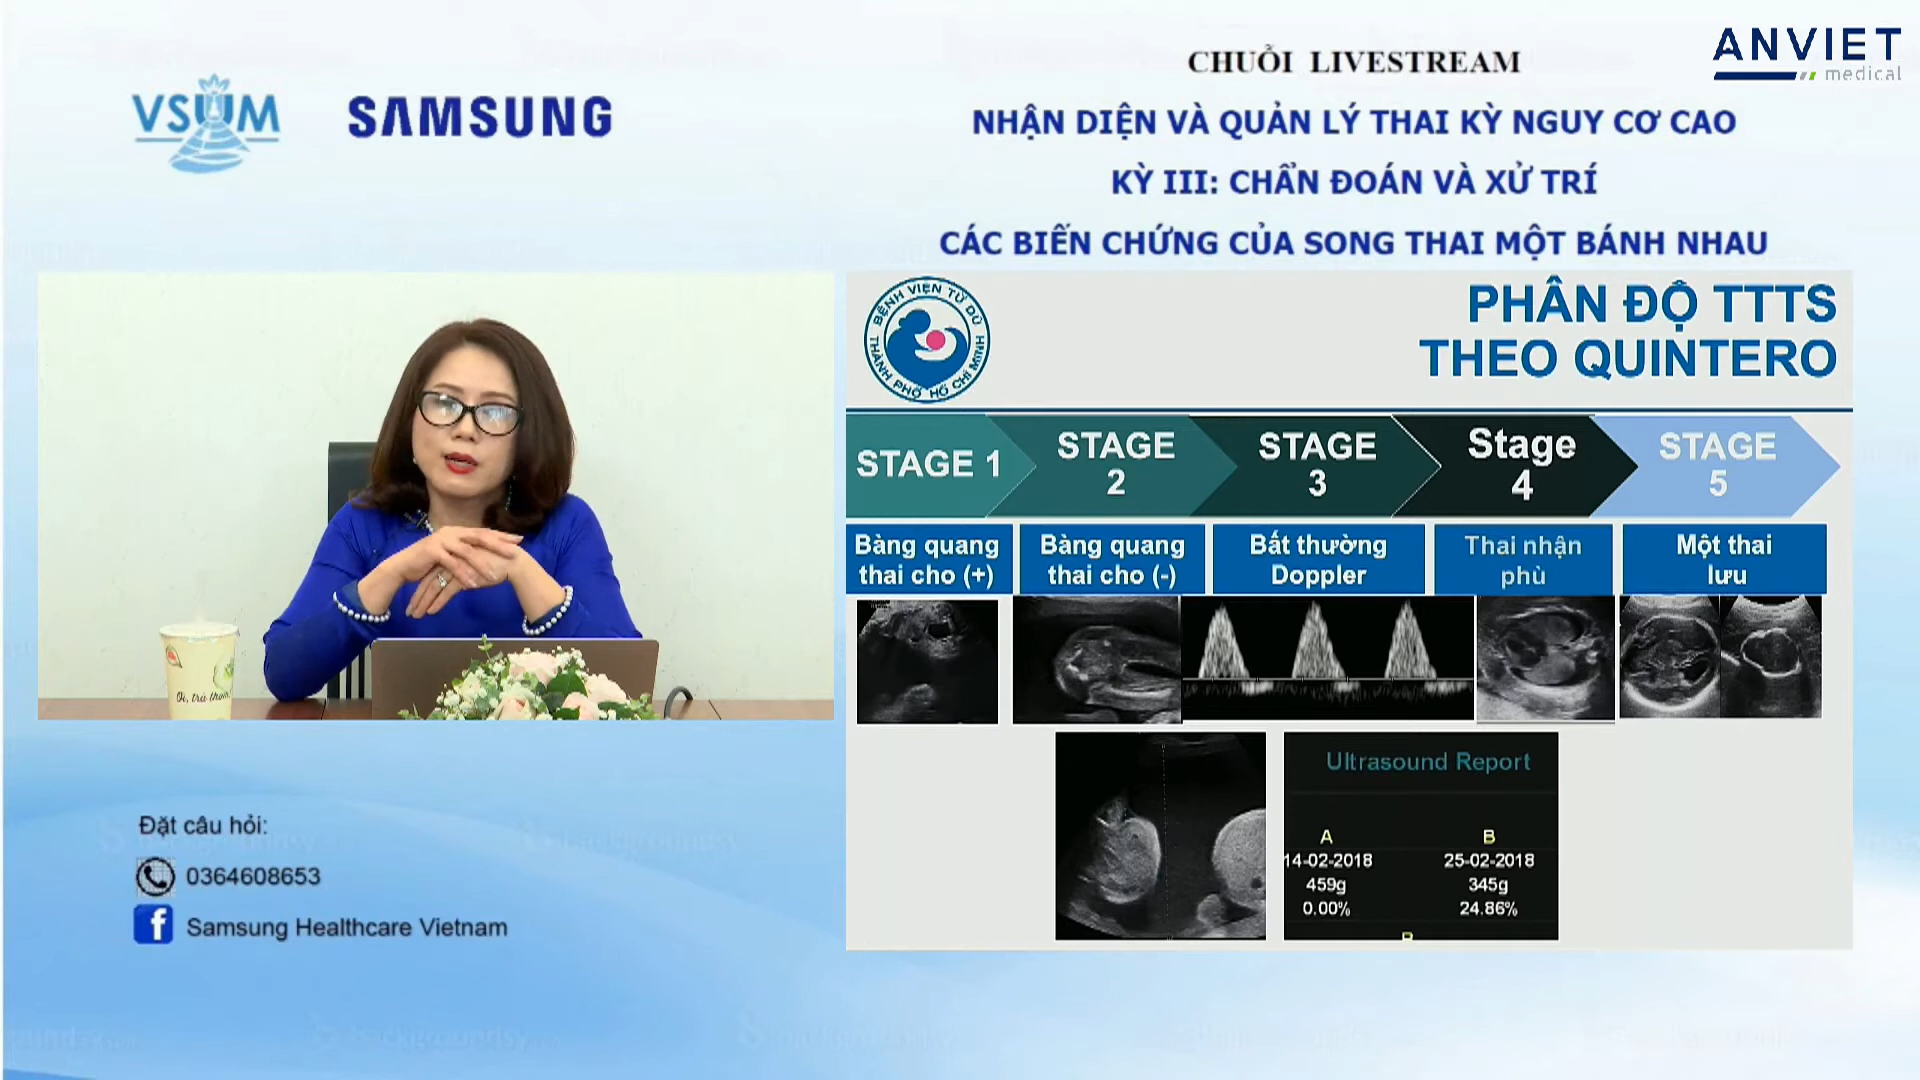 VSUM
SAMSUNG
ANVIET
medical
CHUỖI LIVESTREAM
NHẬN DIỆN VÀ QUẢN LÝ THAI KỲ NGUY CƠ CAO
KỲ III: CHẨN ĐOÁN VÀ XỬ TRÍ
CÁC BIẾN CHỨNG CỦA SONG THAI MỘT BÁNH NHAU
BỆNH VIỆN TỪ DŨ
THÀNH PHỐ HỒ CHÍ MINH
PHÂN ĐỘ TTTS
THEO QUINTERO
STAGE 1
STAGE
2
STAGE
3
Stage
4
STAGE
5
Bàng quang
thai cho (+)
Bàng quang
thai cho (-)
Bất thường
Doppler
Thai nhận
phù
Một thai
lưu
Ultrasound Report
A B
14-02-2018 25-02-2018
459g 345g
0.00% 24.86%
Đặt câu hỏi:
0364608653
Samsung Healthcare Vietnam